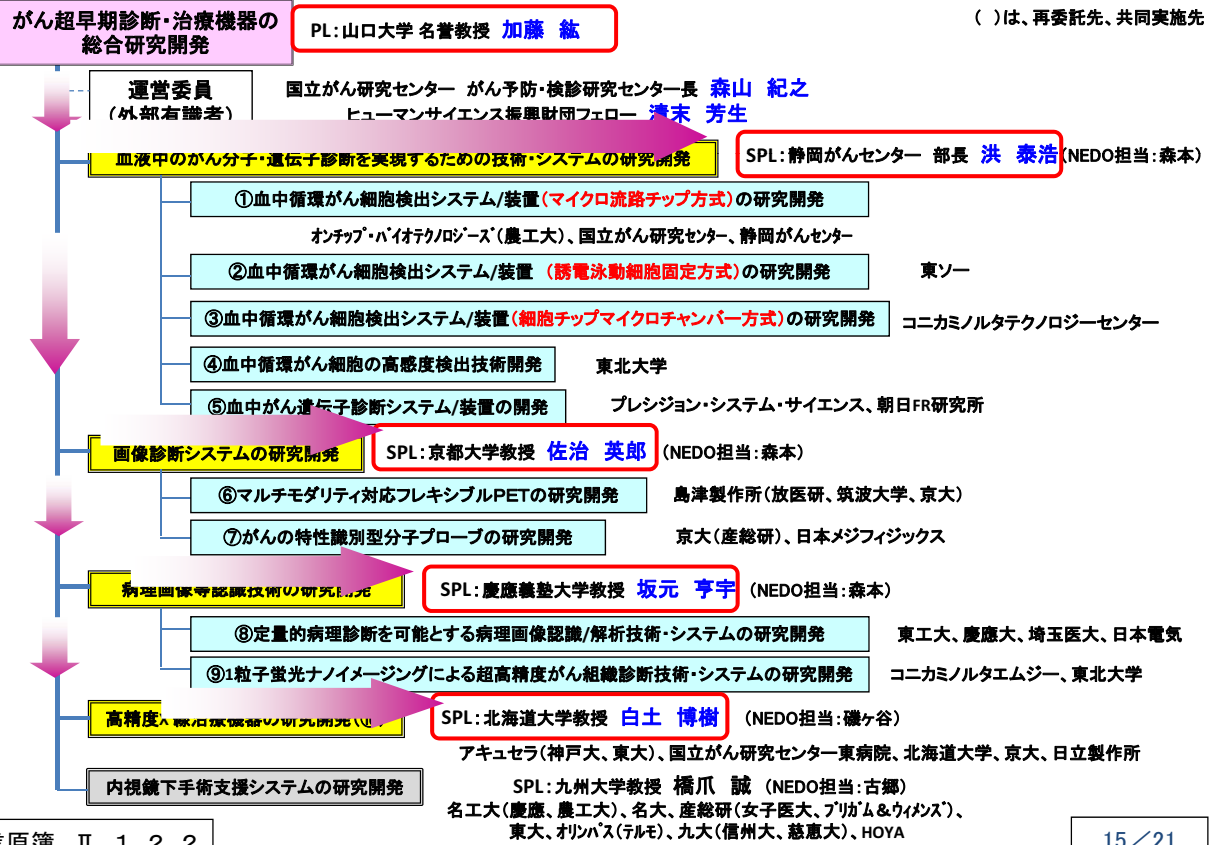 がん超早期診断・治療機器の
総合研究開発
PL:山口大学 名誉教授 加藤 紘
( )は、再委託先、共同実施先
運営委員
(外部有識者)
国立がん研究センター がん予防・検診研究センター長 森山 紀之
ヒューマンサイエンス振興財団フェロー 清末 芳生
血液中のがん分子・遺伝子診断を実現するための技術・システムの研究開発
SPL:静岡がんセンター 部長 洪 泰浩(NEDO担当:森本)
①血中循環がん細胞検出システム/装置(マイクロ流路チップ方式)の研究開発
オンチップ・バイオテクノロジーズ(農工大)、国立がん研究センター、静岡がんセンター
②血中循環がん細胞検出システム/装置 (誘電泳動細胞固定方式)の研究開発
東ソー
③血中循環がん細胞検出システム/装置(細胞チップマイクロチャンバー方式)の研究開発
コニカミノルタテクノロジーセンター
④血中循環がん細胞の高感度検出技術開発
東北大学
⑤血中がん遺伝子診断システム/装置の開発
プレシジョン・システム・サイエンス、朝日FR研究所
画像診断システムの研究開発
SPL:京都大学教授 佐治 英郎 (NEDO担当:森本)
⑥マルチモダリティ対応フレキシブルPETの研究開発
島津製作所(放医研、筑波大学、京大)
⑦がんの特性識別型分子プローブの研究開発
京大(産総研)、日本メジフィジックス
病理画像等認識技術の研究開発
SPL:慶應義塾大学教授 坂元 亨宇 (NEDO担当:森本)
⑧定量的病理診断を可能とする病理画像認識/解析技術・システムの研究開発
東工大、慶應大、埼玉医大、日本電気
⑨1粒子蛍光ナノイメージングによる超高精度がん組織診断技術・システムの研究開発
コニカミノルタエムジー、東北大学
高精度X線治療機器の研究開発(⑩)
SPL:北海道大学教授 白土 博樹 (NEDO担当:磯ヶ谷)
アキュセラ(神戸大、東大)、国立がん研究センター東病院、北海道大学、京大、日立製作所
内視鏡下手術支援システムの研究開発
SPL:九州大学教授 橋爪 誠 (NEDO担当:古郷)
名工大(慶應、農工大)、名大、産総研(女子医大、ブリガム&ウィメンズ)、
東大、オリンパス(テルモ)、九大(信州大、慈恵大)、HOYA
原簿 Ⅱ 1 2 2
15/21